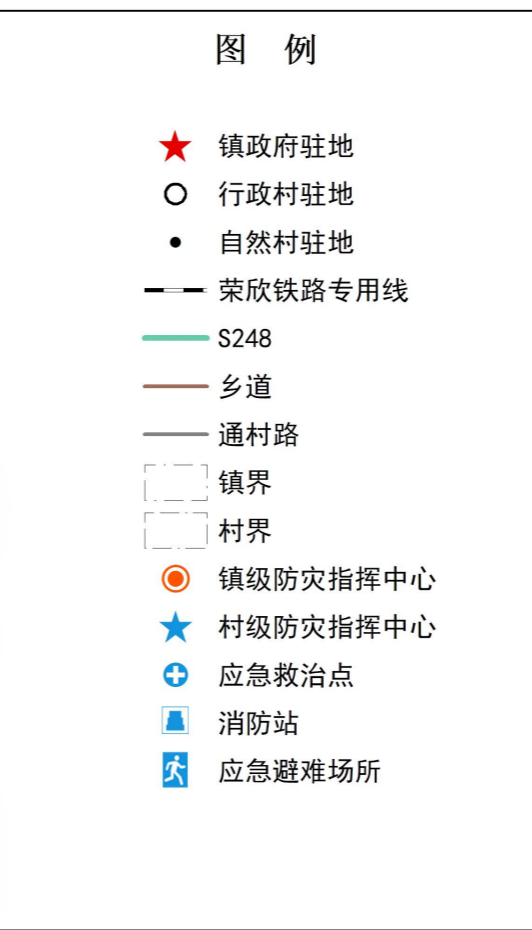 图 例
镇政府驻地
行政村驻地
自然村驻地
荣欣铁路专用线
S248
乡道
通村路
镇界
村界
镇级防灾指挥中心
村级防灾指挥中心
应急救治点
消防站
应急避难场所